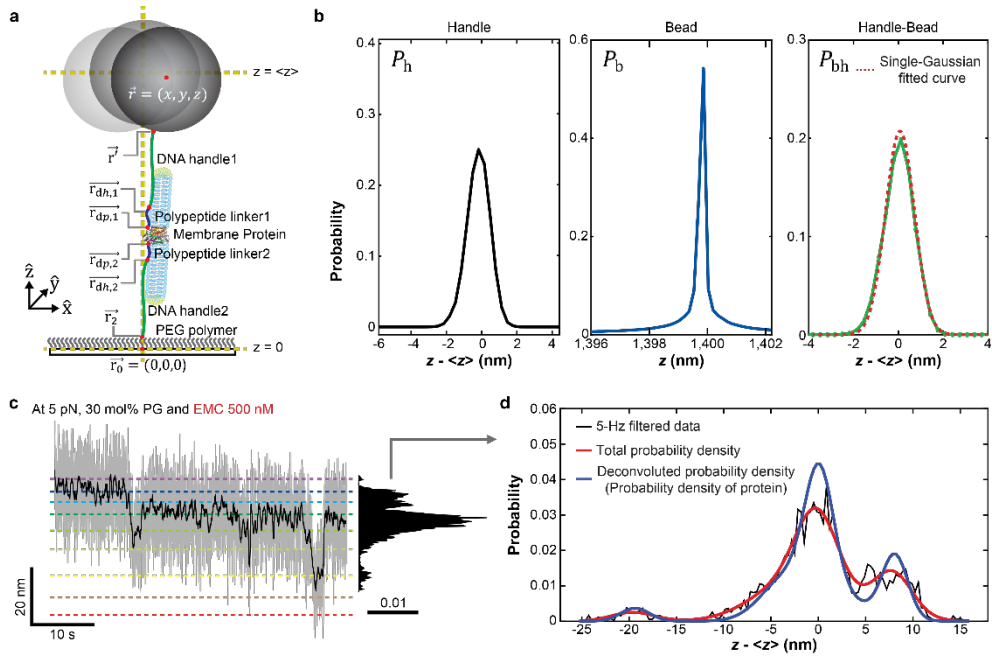 a
z = <z>
r⃗ = (x, y, z)
r⃗′
DNA handle1
r⃗dh,1
r⃗dp,1
Polypeptide linker1
Membrane Protein
Polypeptide linker2
r⃗dp,2
r⃗dh,2
ẑ
ŷ
x̂
DNA handle2
r⃗2
PEG polymer
z = 0
r⃗0 = (0,0,0)
b
Handle
Bead
Handle-Bead
Probability
0.4
0.2
0
Ph
-6 -4 -2 0 2 4 6
z - <z> (nm)
0.6
0.4
0.2
0
Pb
1,396 1,398 1,400 1,402
z (nm)
0.3
0.2
0.1
0
Pbh
Single-Gaussian
fitted curve
-4 -2 0 2 4
z - <z> (nm)
c
At 5 pN, 30 mol% PG and EMC 500 nM
20 nm
10 s
0.01
d
Probability
0.06
0.05
0.04
0.03
0.02
0.01
0
5-Hz filtered data
Total probability density
Deconvoluted probability density
(Probability density of protein)
-25 -20 -15 -10 -5 0 5 10 15
z - <z> (nm)